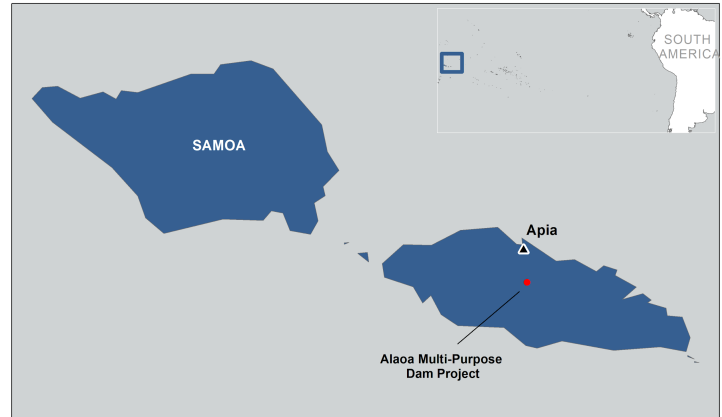 SOUTH
AMERICA
SAMOA
Apia
Alaoa Multi-Purpose
Dam Project